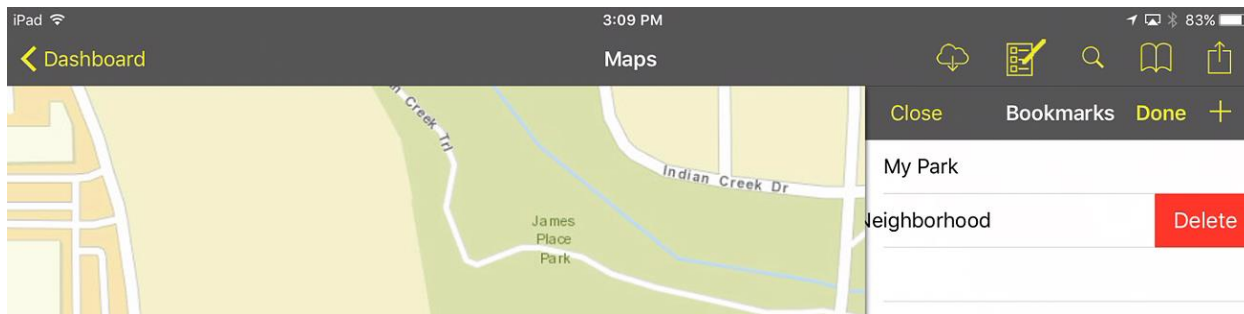 iPad 3:09 PM 83%
Dashboard Maps
Close Bookmarks Done +
My Park
Neighborhood Delete
Creek Trl
Indian Creek Dr
James
Place
Park